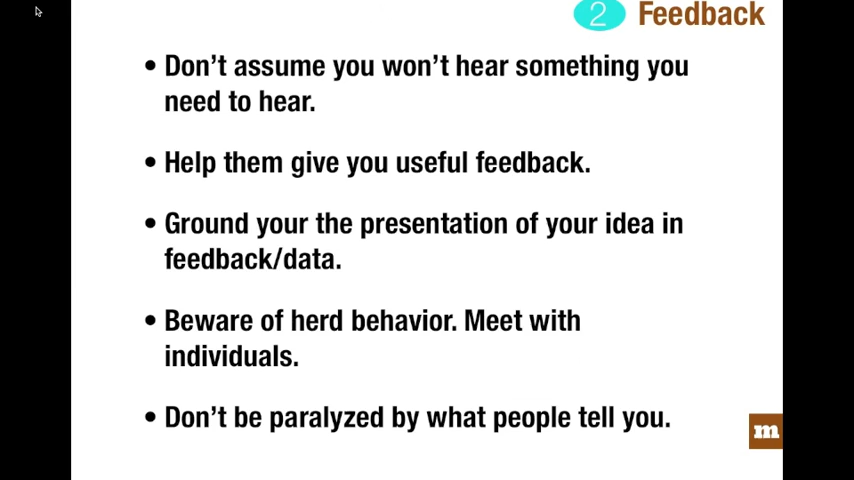 2 Feedback
• Don’t assume you won’t hear something you
need to hear.
• Help them give you useful feedback.
• Ground your the presentation of your idea in
feedback/data.
• Beware of herd behavior. Meet with
individuals.
• Don’t be paralyzed by what people tell you.
m